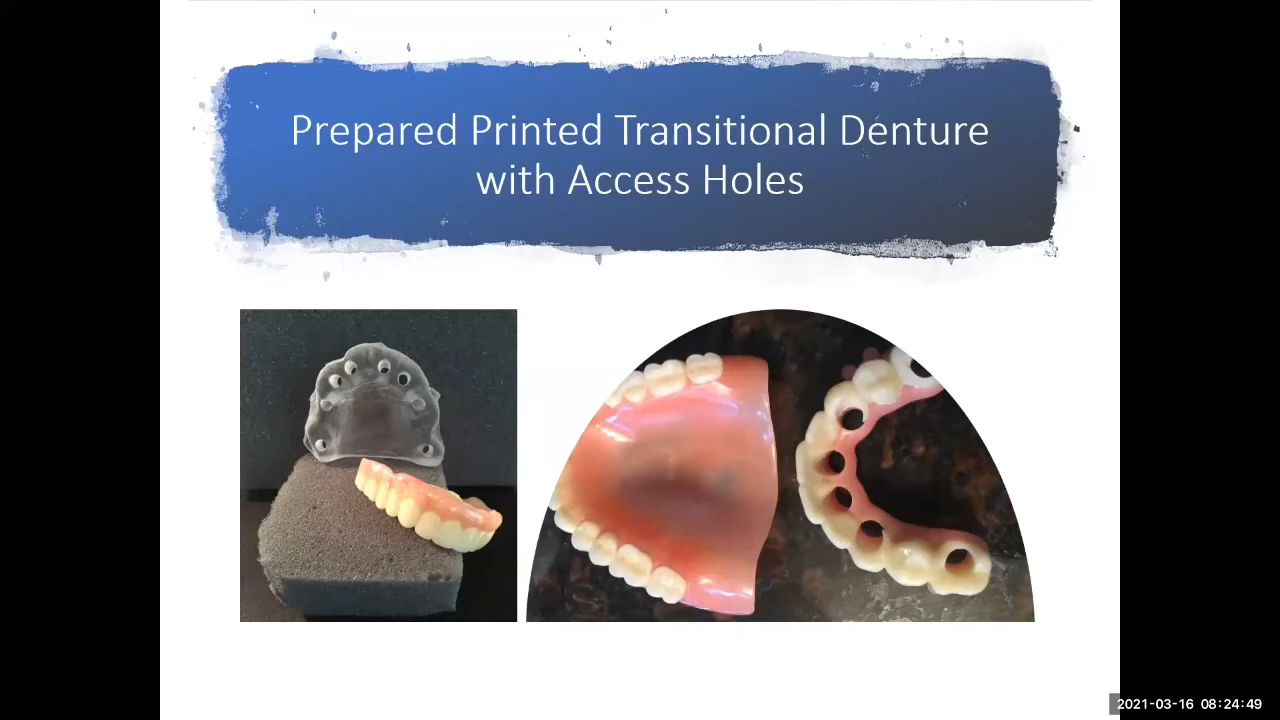 Prepared Printed Transitional Denture
with Access Holes
2021-03-16 08:24:49